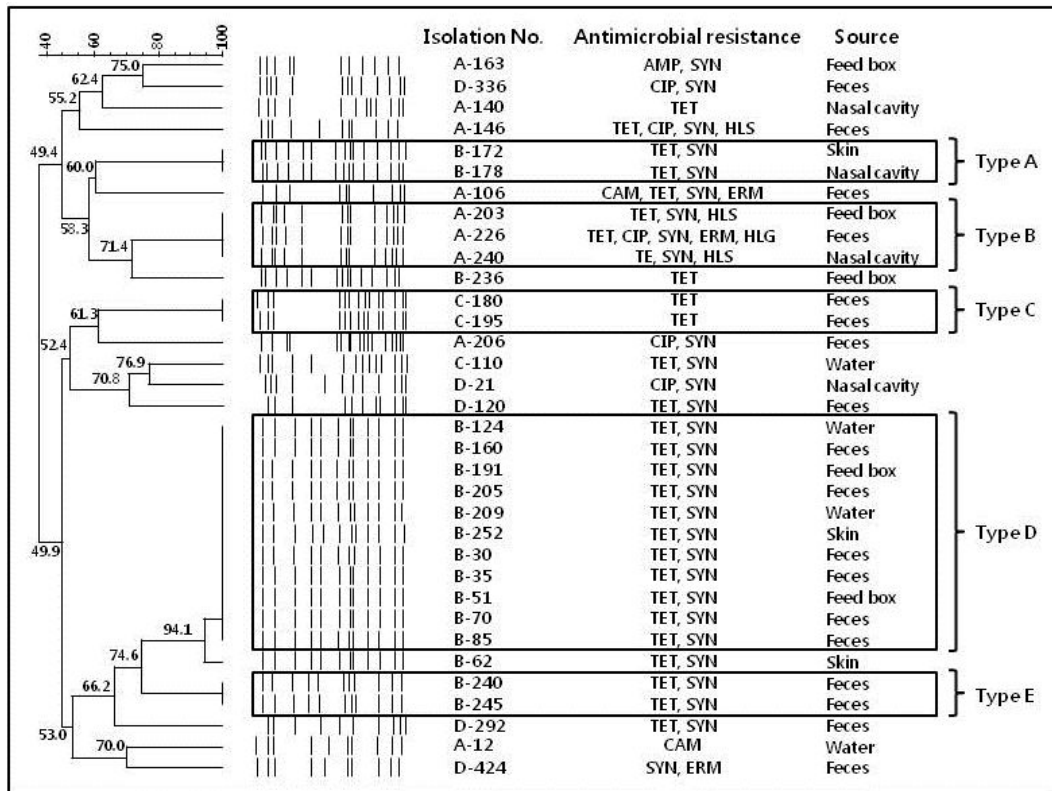 40 60 80 100 Isolation No. Antimicrobial resistance Source
75.0 A-163 AMP, SYN Feed box
62.4 D-336 CIP, SYN Feces
55.2 A-140 TET Nasal cavity
A-146 TET, CIP, SYN, HLS Feces
49.4 B-172 TET, SYN Skin
Type A
60.0 B-178 TET, SYN Nasal cavity
A-106 CAM, TET, SYN, ERM Feces
A-203 TET, SYN, HLS Feed box
58.3 A-226 TET, CIP, SYN, ERM, HLG Feces Type B
71.4 A-240 TE, SYN, HLS Nasal cavity
B-236 TET Feed box
C-180 TET Feces
Type C
61.3 C-195 TET Feces
52.4 A-206 CIP, SYN Feces
76.9 C-110 TET, SYN Water
70.8 D-21 CIP, SYN Nasal cavity
D-120 TET, SYN Feces
B-124 TET, SYN Water
B-160 TET, SYN Feces
B-191 TET, SYN Feed box
B-205 TET, SYN Feces
B-209 TET, SYN Water
B-252 TET, SYN Skin Type D
49.9 B-30 TET, SYN Feces
B-35 TET, SYN Feces
B-51 TET, SYN Feed box
B-70 TET, SYN Feces
94.1 B-85 TET, SYN Feces
74.6 B-62 TET, SYN Skin
66.2 B-240 TET, SYN Feces
Type E
B-245 TET, SYN Feces
53.0 D-292 TET, SYN Feces
70.0 A-12 CAM Water
D-424 SYN, ERM Feces